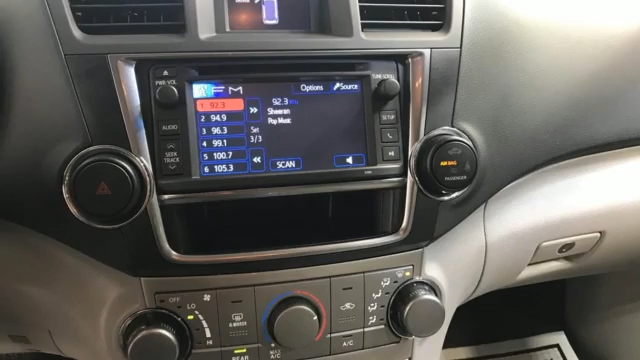 PWR·VOL
TUNE·SCROLL
FM
Options
Source
1 92.3
92.3
Sheeran
Pop Music
2 94.9
3 96.3
Set
3/3
4 99.1
5 100.7
6 105.3
SCAN
AUDIO
SEEK
TRACK
SETUP
AIR BAG
PASSENGER
OFF
LO
HI
REAR
A/C
A/C